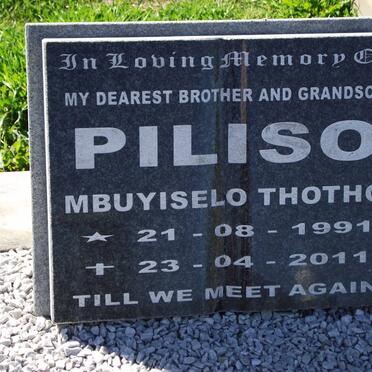 In Loving Memory O
MY DEAREST BROTHER AND GRANDSO
PILISO
MBUYISELO THOTHO
21 - 08 - 1991
23 - 04 - 2011
TILL WE MEET AGAIN